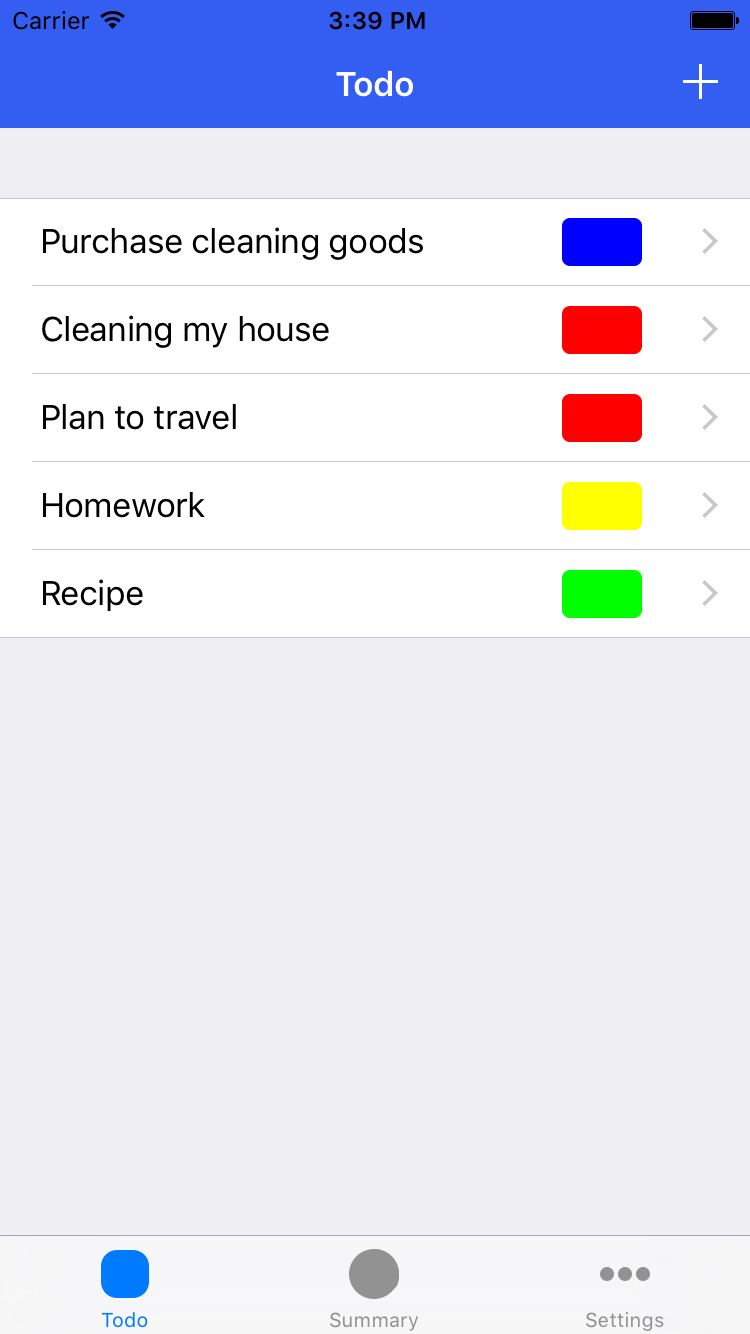 Carrier 3:39 PM
Todo
Purchase cleaning goods
Cleaning my house
Plan to travel
Homework
Recipe
Todo Summary Settings